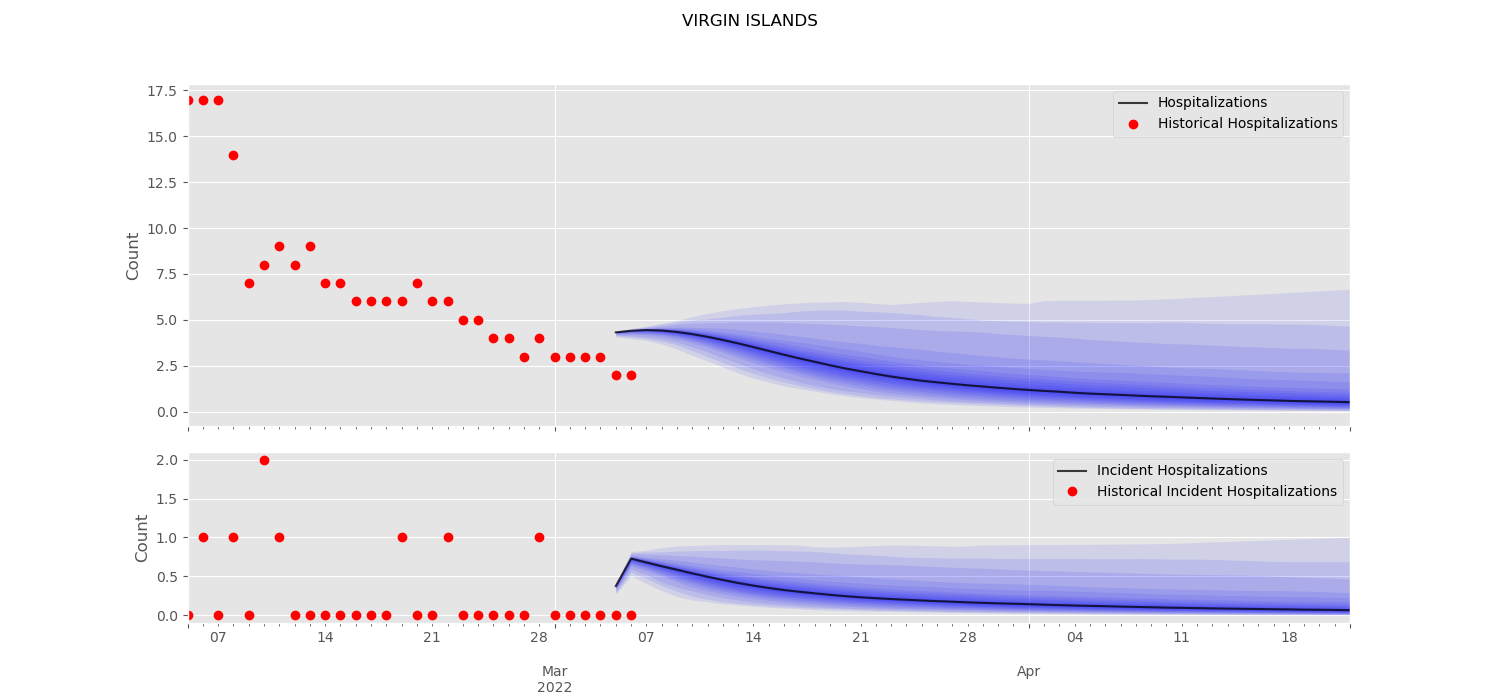 VIRGIN ISLANDS
17.5
15.0
12.5
10.0
7.5
5.0
2.5
0.0
Count
Hospitalizations
Historical Hospitalizations
2.0
1.5
1.0
0.5
0.0
Count
Incident Hospitalizations
Historical Incident Hospitalizations
07 14 21 28 07 14 21 28 04 11 18
Mar Apr
2022